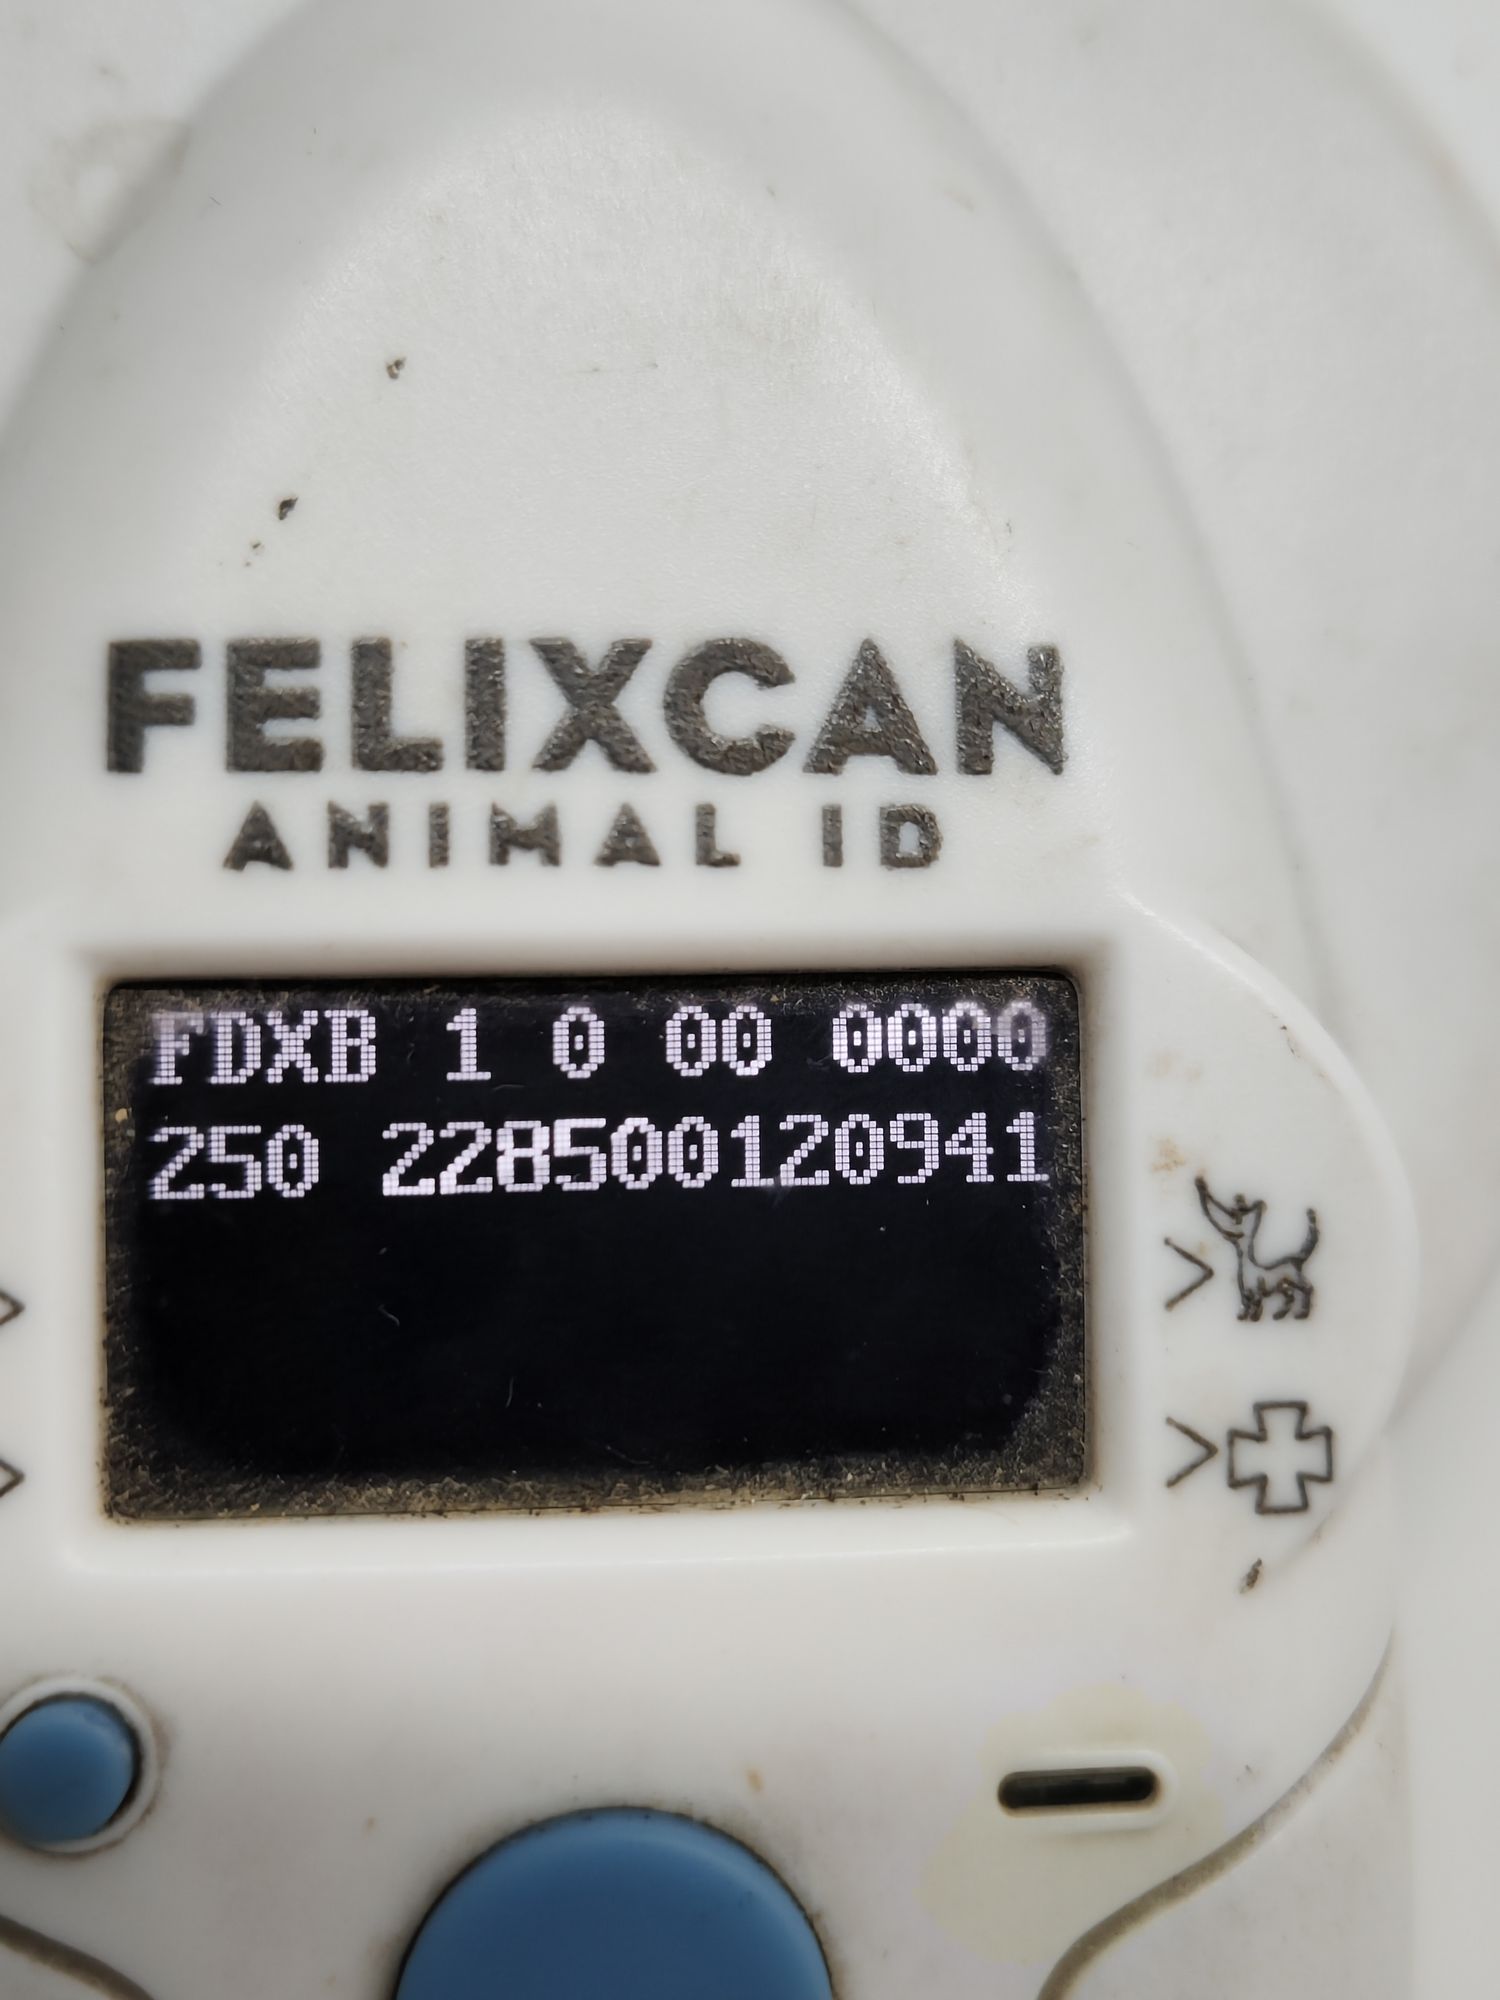 FELIXCAN
ANIMAL ID
FDXB 1 0 00 0000
250 228500120941